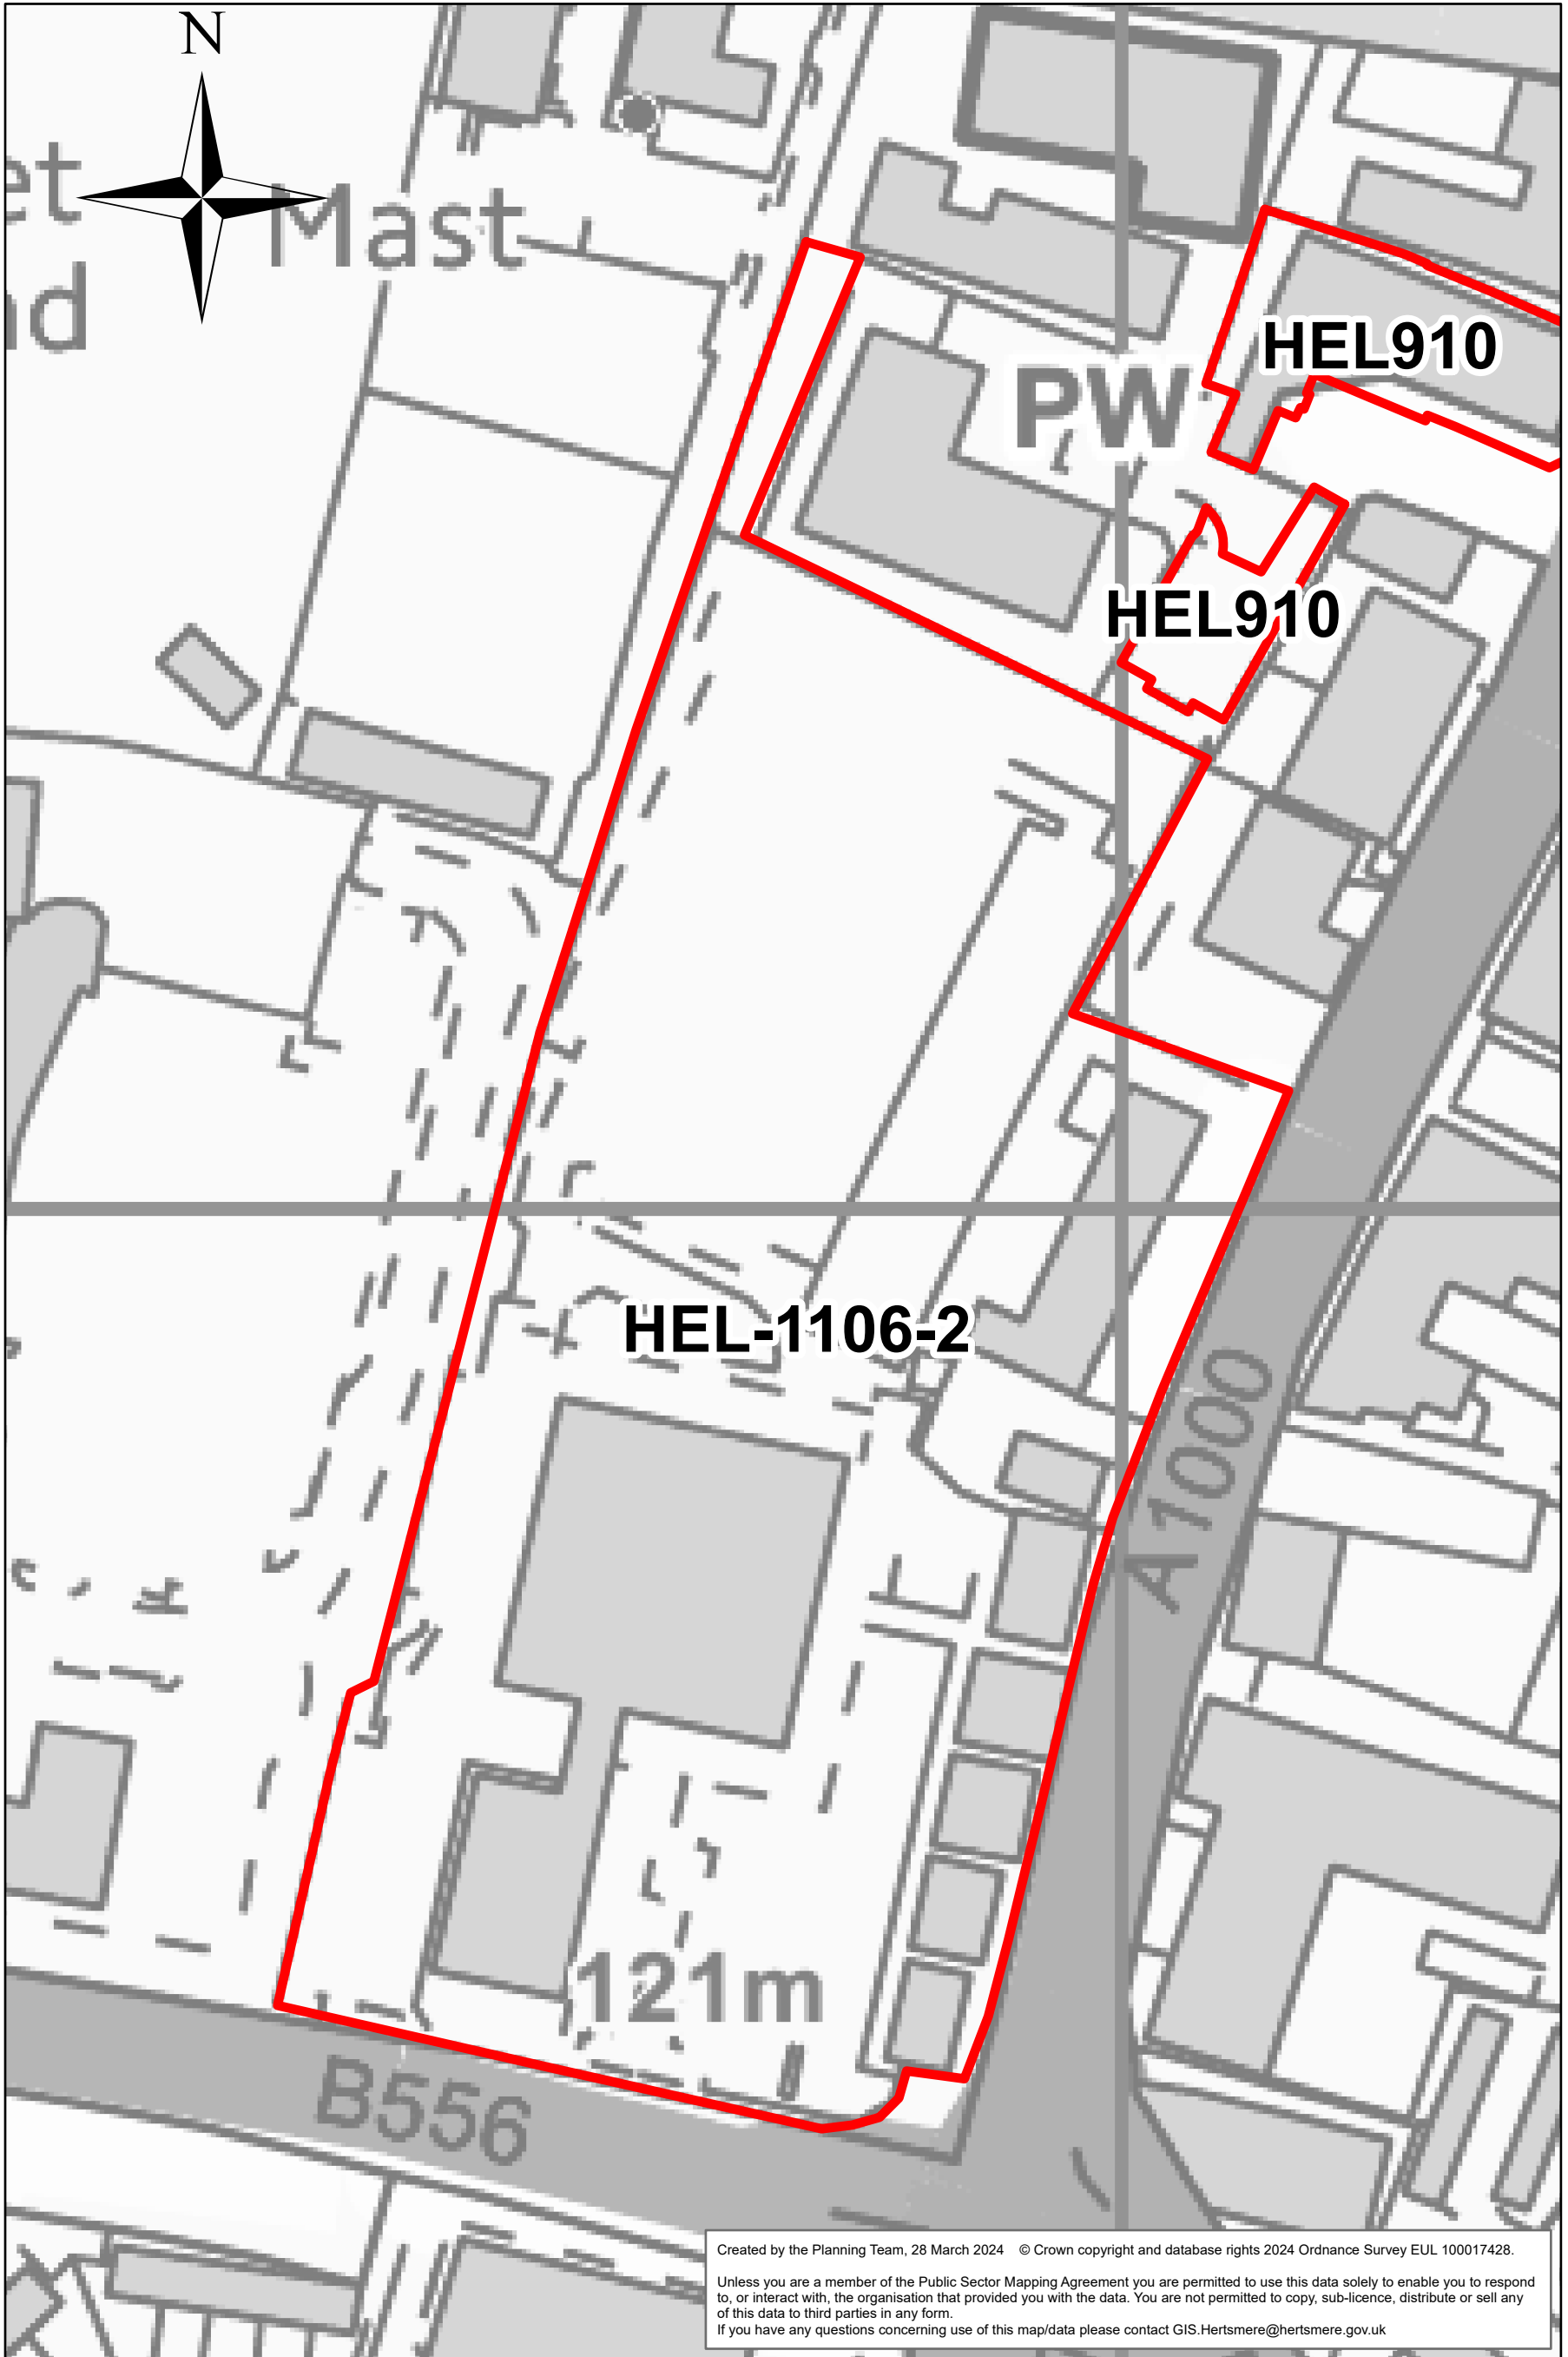 N
et
Mast
nd
HEL910
PW
HEL910
HEL-1106-2
A1000
121m
B556
Created by the Planning Team, 28 March 2024 © Crown copyright and database rights 2024 Ordnance Survey EUL 100017428.
Unless you are a member of the Public Sector Mapping Agreement you are permitted to use this data solely to enable you to respond
to, or interact with, the organisation that provided you with the data. You are not permitted to copy, sub-licence, distribute or sell any
of this data to third parties in any form.
If you have any questions concerning use of this map/data please contact GIS.Hertsmere@hertsmere.gov.uk